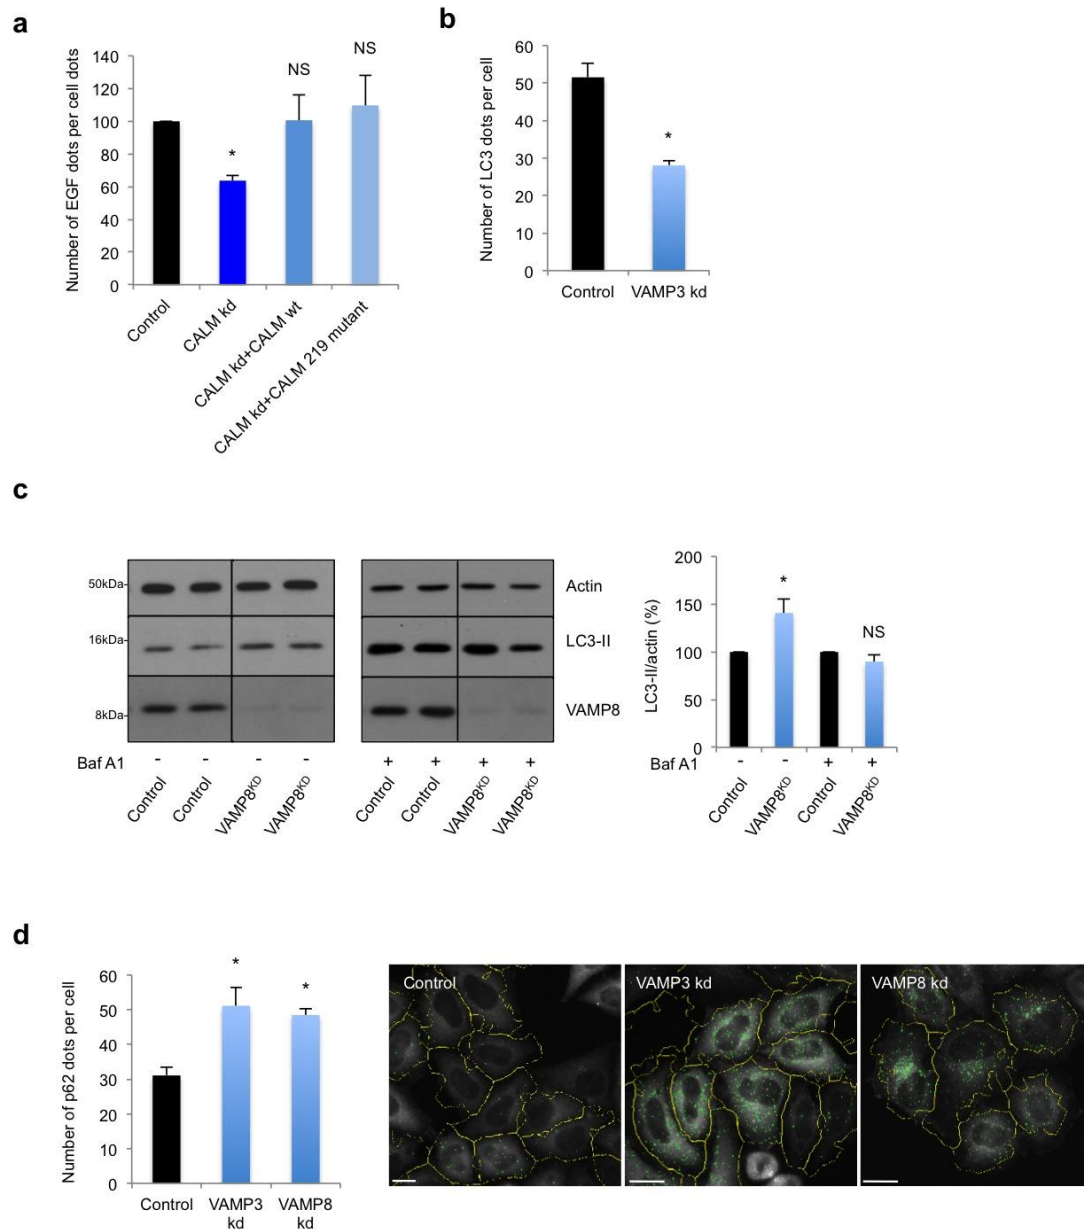 a
Number of EGF dots per cell dots
140
120
100
80
60
40
20
0
*
NS
NS
Control
CALM kd
CALM kd+CALM wt
CALM kd+CALM 219 mutant
b
Number of LC3 dots per cell
60
50
40
30
20
10
0
*
Control
VAMP3 kd
c
50kDa
16kDa
8kDa
Actin
LC3-II
VAMP8
Baf A1 - - - - + + + +
Control
Control
VAMP8KD
VAMP8KD
Control
Control
VAMP8KD
VAMP8KD
LC3-II/actin (%)
200
150
100
50
0
*
NS
Baf A1 - - + +
Control
VAMP8KD
Control
VAMP8KD
d
Number of p62 dots per cell
60
50
40
30
20
10
0
*
*
Control
VAMP3 kd
VAMP8 kd
Control
VAMP3 kd
VAMP8 kd